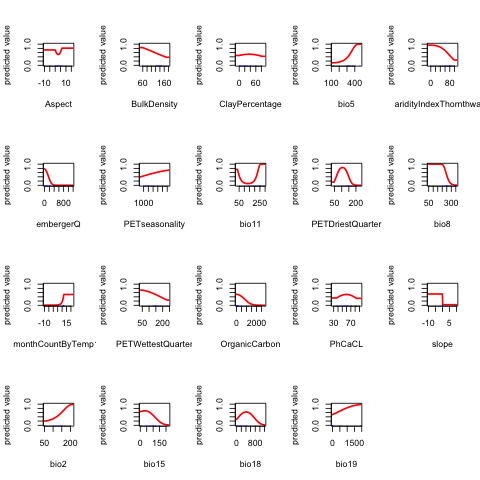 predicted value 0.0 1.0 -10 10 Aspect
predicted value 0.0 1.0 60 160 BulkDensity
predicted value 0.0 1.0 0 60 ClayPercentage
predicted value 0.0 1.0 100 400 bio5
predicted value 0.0 1.0 0 80 aridityIndexThornthwa
predicted value 0.0 1.0 0 800 embergerQ
predicted value 0.0 1.0 1000 PETseasonality
predicted value 0.0 1.0 50 250 bio11
predicted value 0.0 1.0 50 200 PETDriestQuarter
predicted value 0.0 1.0 50 300 bio8
predicted value 0.0 1.0 -10 15 monthCountByTemp
predicted value 0.0 1.0 50 200 PETWettestQuarter
predicted value 0.0 1.0 0 2000 OrganicCarbon
predicted value 0.0 1.0 30 70 PhCaCL
predicted value 0.0 1.0 -10 5 slope
predicted value 0.0 1.0 50 200 bio2
predicted value 0.0 1.0 0 150 bio15
predicted value 0.0 1.0 0 800 bio18
predicted value 0.0 1.0 0 1500 bio19